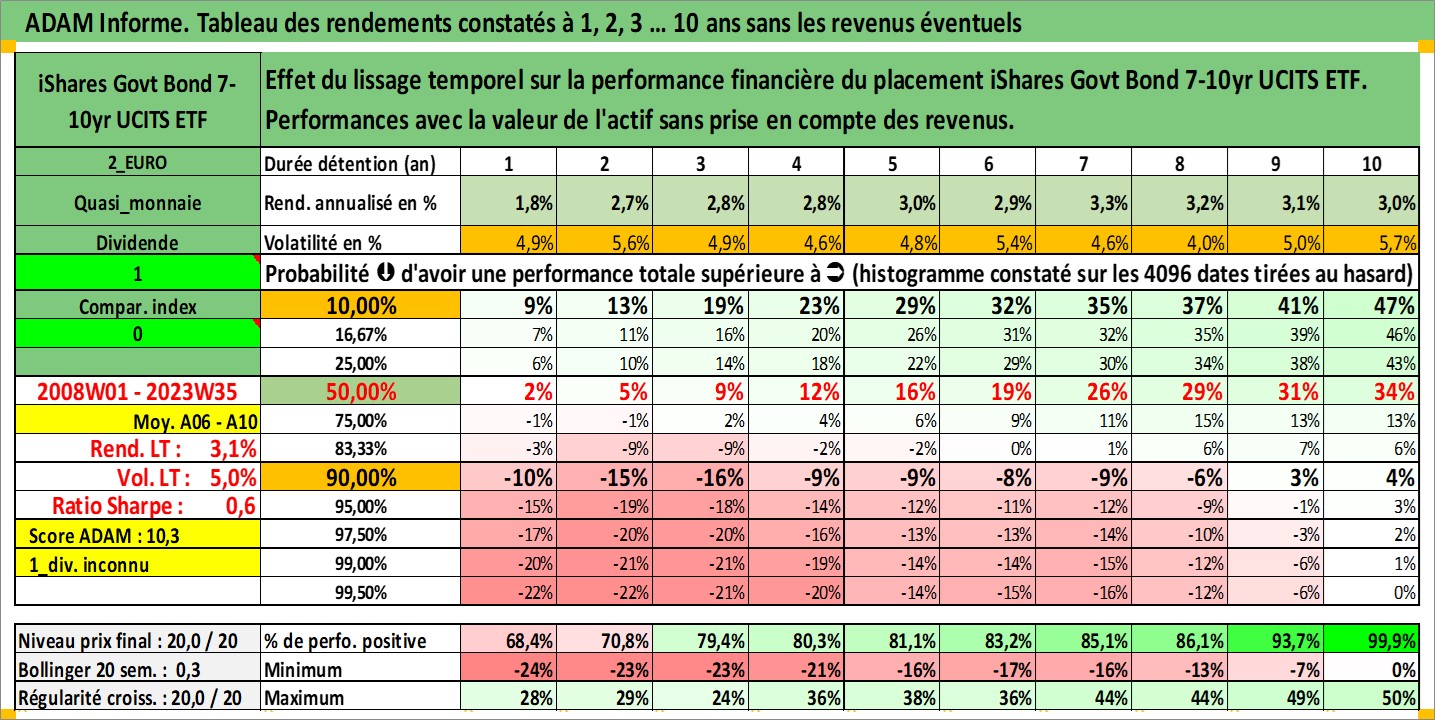 ADAM Informe. Tableau des rendements constatés à 1, 2, 3 ... 10 ans sans les revenus éventuels
iShares Govt Bond 7-10yr UCITS ETF
Effet du lissage temporel sur la performance financière du placement iShares Govt Bond 7-10yr UCITS ETF.
Performances avec la valeur de l'actif sans prise en compte des revenus.
2_EURO Durée détention (an) 1 2 3 4 5 6 7 8 9 10
Quasi_monnaie Rend. annualisé en % 1,8% 2,7% 2,8% 2,8% 3,0% 2,9% 3,3% 3,2% 3,1% 3,0%
Dividende Volatilité en % 4,9% 5,6% 4,9% 4,6% 4,8% 5,4% 4,6% 4,0% 5,0% 5,7%
1 Probabilité ⬇ d'avoir une performance totale supérieure à ➲ (histogramme constaté sur les 4096 dates tirées au hasard)
Compar. index 10,00% 9% 13% 19% 23% 29% 32% 35% 37% 41% 47%
0 16,67% 7% 11% 16% 20% 26% 31% 32% 35% 39% 46%
25,00% 6% 10% 14% 18% 22% 29% 30% 34% 38% 43%
2008W01 - 2023W35 50,00% 2% 5% 9% 12% 16% 19% 26% 29% 31% 34%
Moy. A06 - A10 75,00% -1% -1% 2% 4% 6% 9% 11% 15% 13% 13%
Rend. LT : 3,1% 83,33% -3% -9% -9% -2% -2% 0% 1% 6% 7% 6%
Vol. LT : 5,0% 90,00% -10% -15% -16% -9% -9% -8% -9% -6% 3% 4%
Ratio Sharpe : 0,6 95,00% -15% -19% -18% -14% -12% -11% -12% -9% -1% 3%
Score ADAM : 10,3 97,50% -17% -20% -20% -16% -13% -13% -14% -10% -3% 2%
1_div. inconnu 99,00% -20% -21% -21% -19% -14% -14% -15% -12% -6% 1%
99,50% -22% -22% -21% -20% -14% -15% -16% -12% -6% 0%
Niveau prix final : 20,0 / 20 % de perfo. positive 68,4% 70,8% 79,4% 80,3% 81,1% 83,2% 85,1% 86,1% 93,7% 99,9%
Bollinger 20 sem. : 0,3 Minimum -24% -23% -23% -21% -16% -17% -16% -13% -7% 0%
Régularité croiss. : 20,0 / 20 Maximum 28% 29% 24% 36% 38% 36% 44% 44% 49% 50%